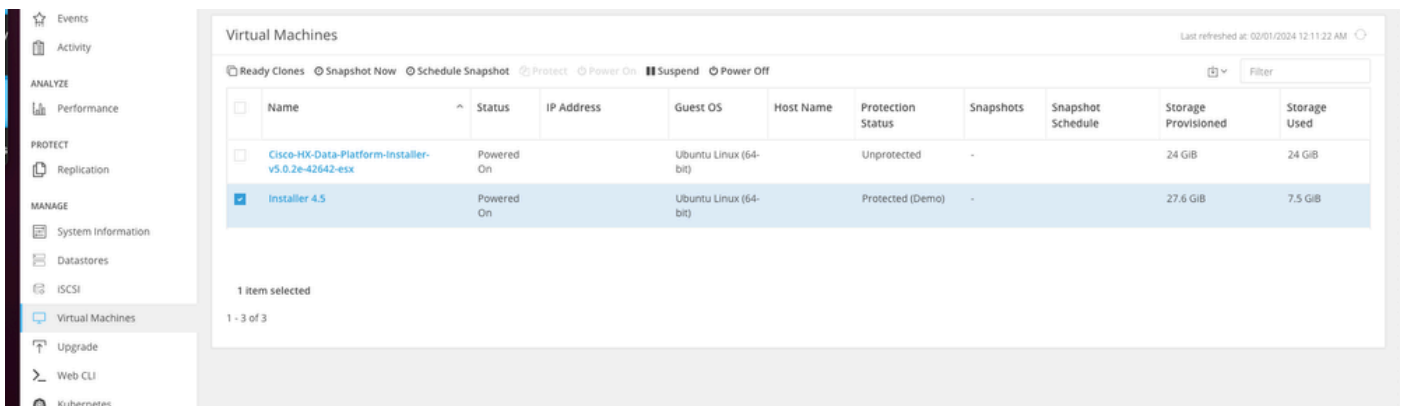 Events
Activity
ANALYZE
Performance
PROTECT
Replication
MANAGE
System Information
Datastores
iSCSI
Virtual Machines
Upgrade
Web CLI
Kubernetes
Virtual Machines
Last refreshed at: 02/01/2024 12:11:22 AM
Ready Clones Snapshot Now Schedule Snapshot Protect Power On Suspend Power Off
Filter
Name Status IP Address Guest OS Host Name Protection Status Snapshots Snapshot Schedule Storage Provisioned Storage Used
Cisco-HX-Data-Platform-Installer-v5.0.2e-42642-esx Powered On Ubuntu Linux (64-bit) Unprotected - 24 GiB 24 GiB
Installer 4.5 Powered On Ubuntu Linux (64-bit) Protected (Demo) - 27.6 GiB 7.5 GiB
1 item selected
1 - 3 of 3